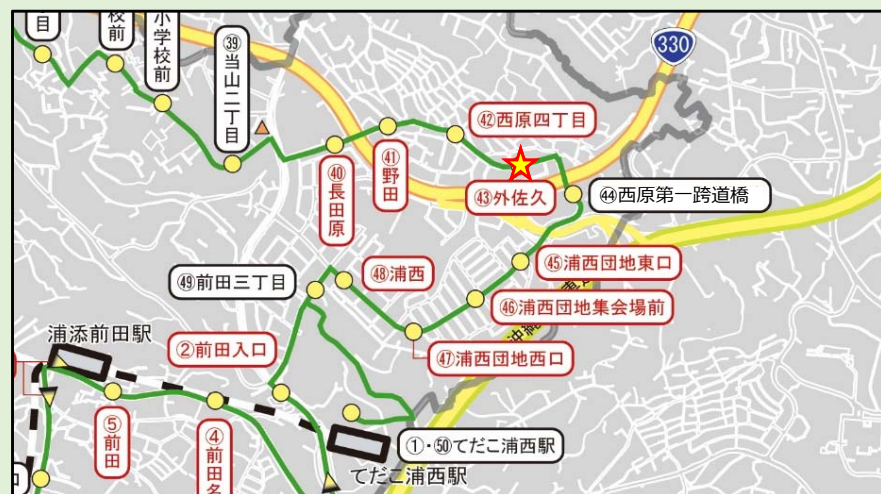 目
校前
小学校前
㊴当山二丁目
330
㊷西原四丁目
㊶野田
㊵長田原
㊸外佐久
㊹西原第一跨道橋
㊺浦西団地東口
㊽浦西
㊾前田三丁目
㊻浦西団地集会場前
沖縄
道
浦添前田駅
②前田入口
㊼浦西団地西口
⑤前田
④前田名
①・㊿てだこ浦西駅
てだこ浦西駅
口